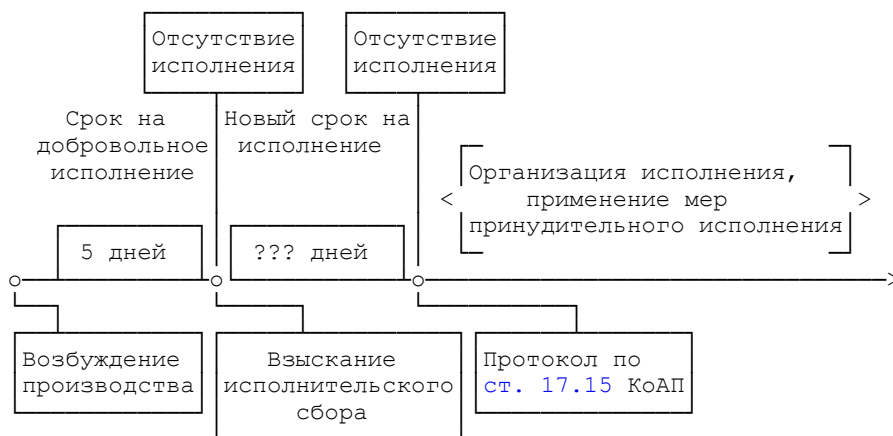 Отсутствие
исполнения
Отсутствие
исполнения
Срок на
добровольное
исполнение
Новый срок на
исполнение
Организация исполнения,
применение мер
принудительного исполнения
<
>
5 дней
??? дней
Возбуждение
производства
Взыскание
исполнительского
сбора
Протокол по
ст. 17.15 КоАП